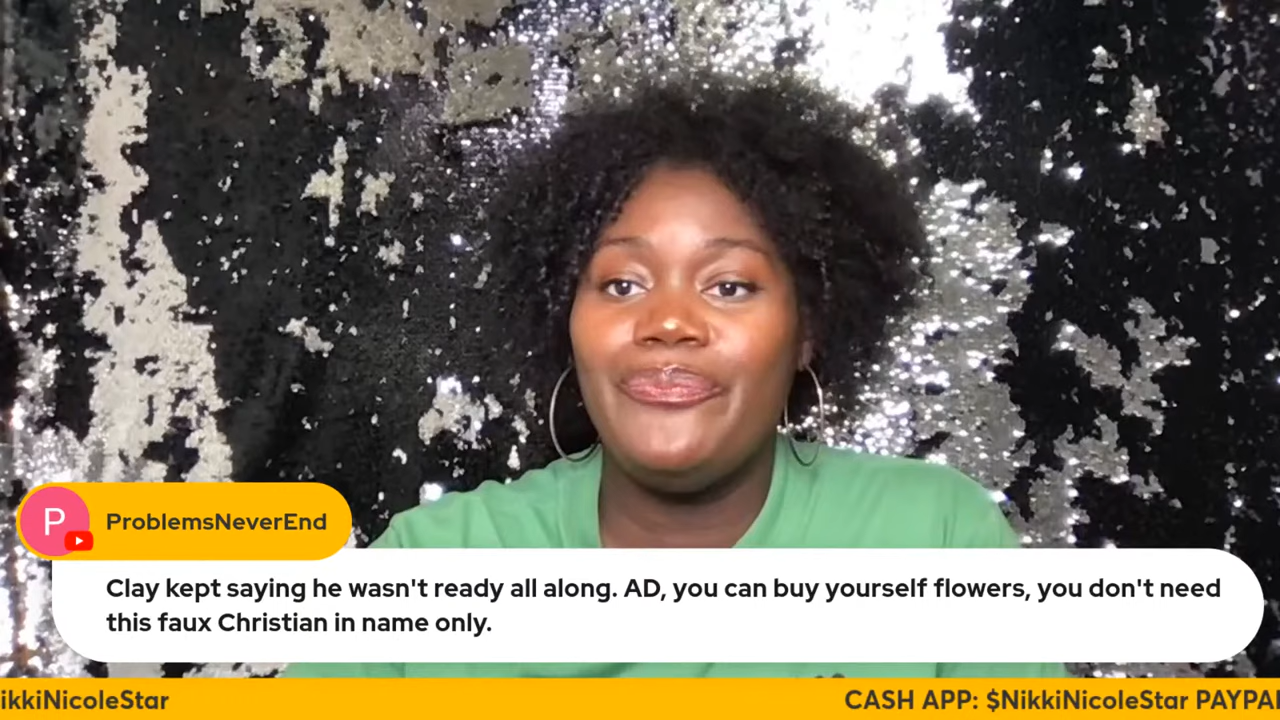 P
ProblemsNeverEnd
Clay kept saying he wasn't ready all along. AD, you can buy yourself flowers, you don't need
this faux Christian in name only.
ikkiNicoleStar
CASH APP: $NikkiNicoleStar PAYPA